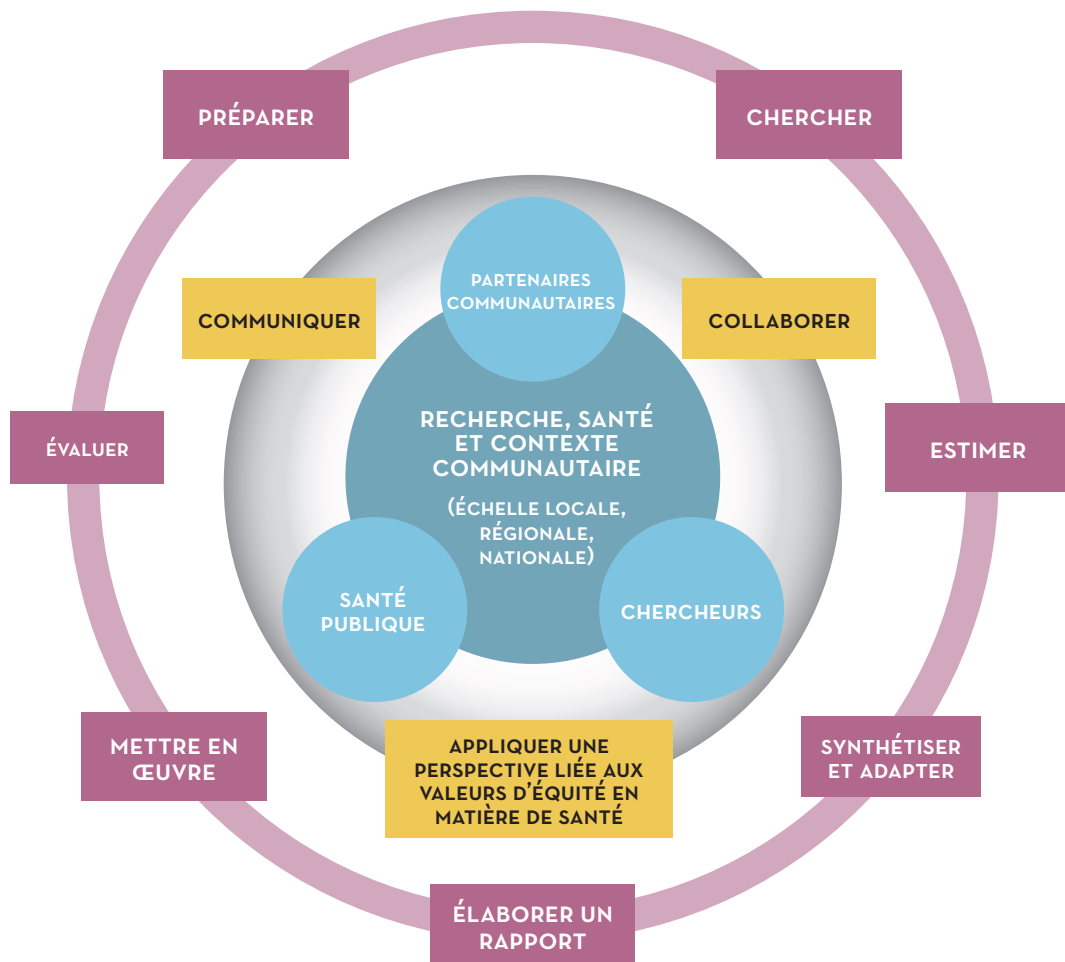 PRÉPARER
CHERCHER
PARTENAIRES
COMMUNAUTAIRES
COMMUNIQUER
COLLABORER
RECHERCHE, SANTÉ
ET CONTEXTE
COMMUNAUTAIRE
(ÉCHELLE LOCALE,
RÉGIONALE,
NATIONALE)
ÉVALUER
ESTIMER
SANTÉ
PUBLIQUE
CHERCHEURS
METTRE EN
ŒUVRE
APPLIQUER UNE
PERSPECTIVE LIÉE AUX
VALEURS D’ÉQUITÉ EN
MATIÈRE DE SANTÉ
SYNTHÉTISER
ET ADAPTER
ÉLABORER UN
RAPPORT